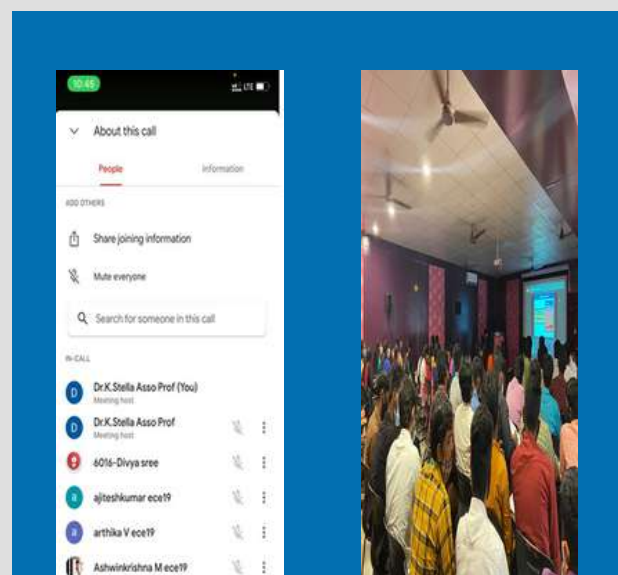 10:45
LTE
About this call
People
Information
ADD OTHERS
Share joining information
Mute everyone
Search for someone in this call
IN-CALL
Dr.K.Stella Asso Prof (You)
Meeting host
Dr.K.Stella Asso Prof
Meeting host
6016-Divya sree
ajiteshkumar ece19
arthika V ece19
Ashwinkrishna M ece19